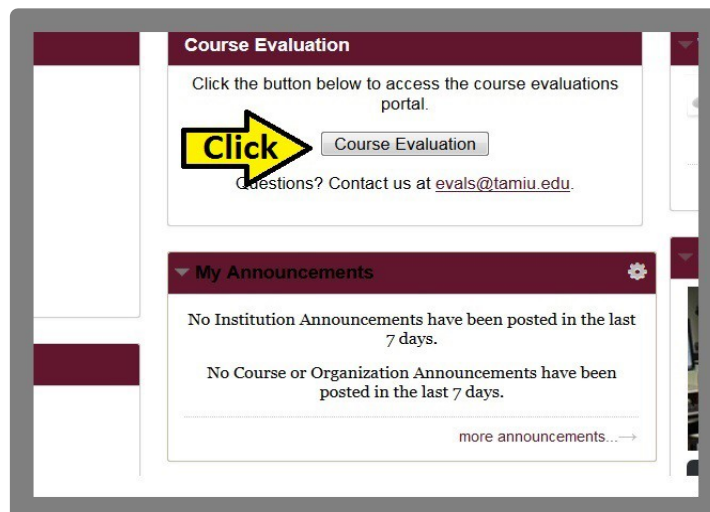 Course Evaluation
Click the button below to access the course evaluations
portal.
Click
Course Evaluation
Questions? Contact us at evals@tamiu.edu.
My Announcements
No Institution Announcements have been posted in the last
7 days.
No Course or Organization Announcements have been
posted in the last 7 days.
more announcements...→